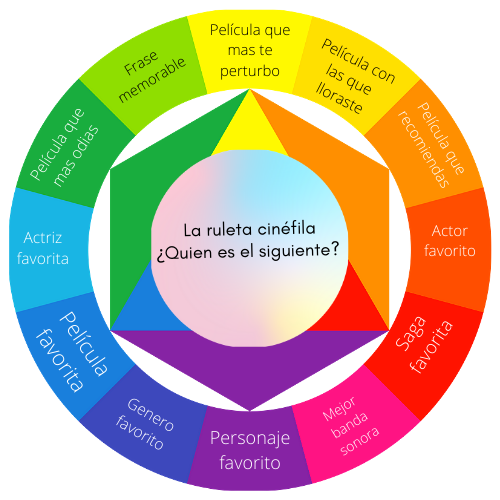 Película que
mas te
perturbo
Película con
las que
lloraste
Película que
recomiendas
Actor
favorito
Saga
favorita
Mejor
banda
sonora
Personaje
favorito
Genero
favorito
Película
favorita
Actriz
favorita
Película que
mas odias
Frase
memorable
La ruleta cinéfila
¿Quien es el siguiente?